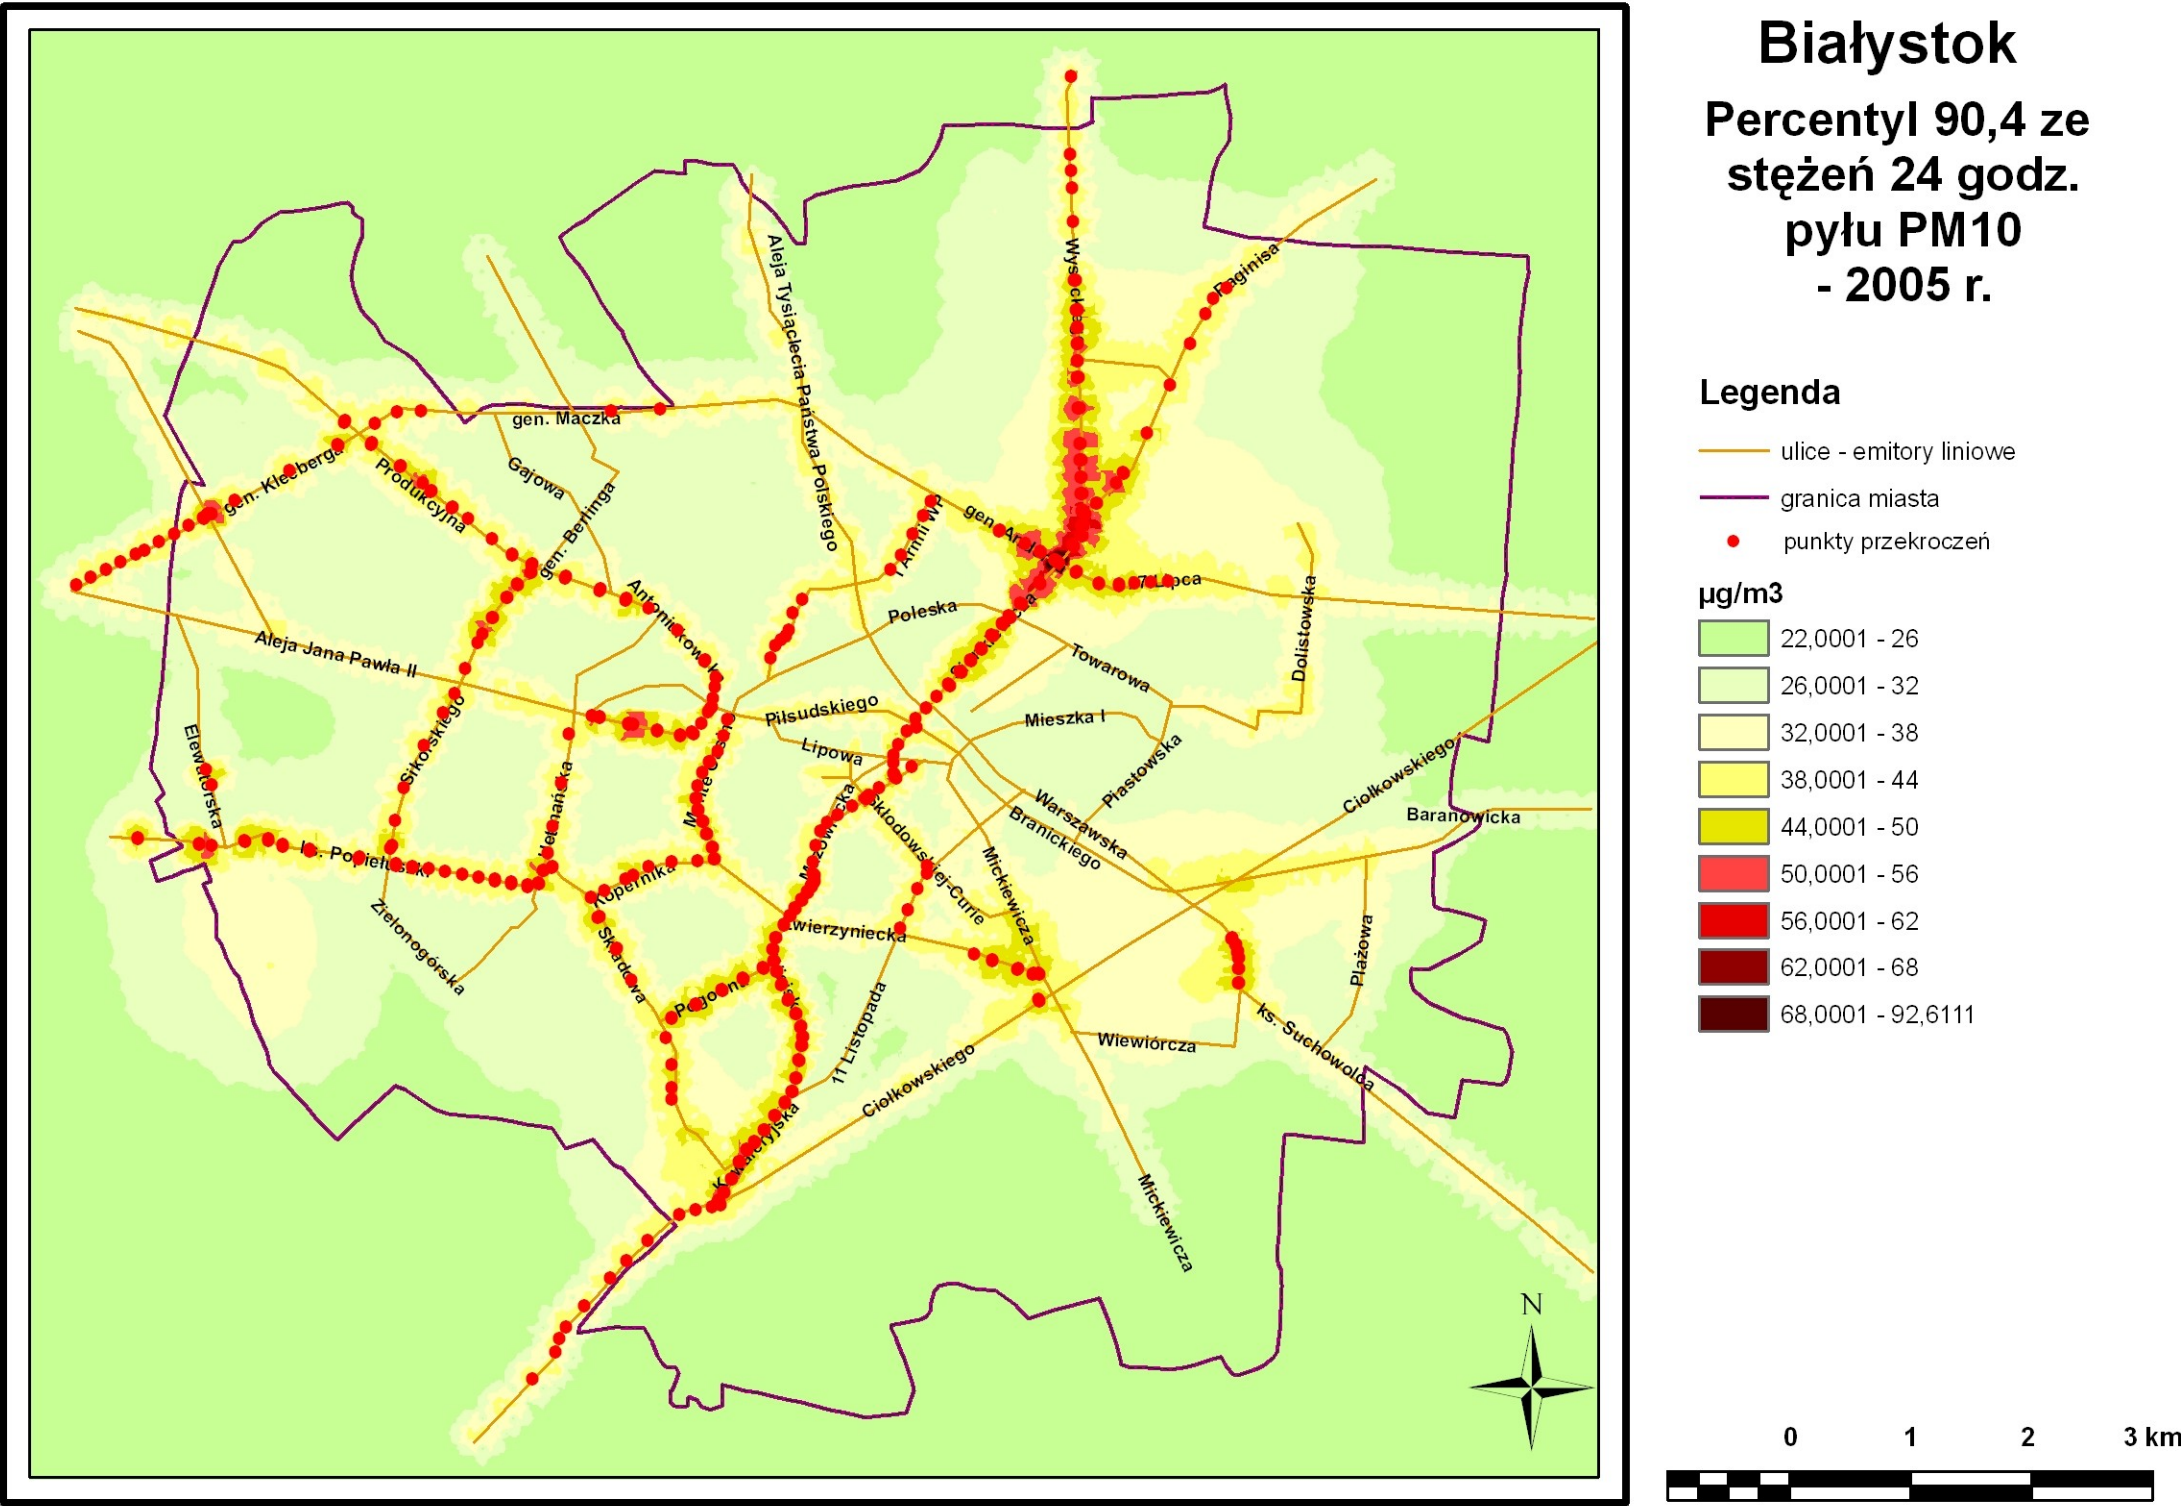 Białystok
Percentyl 90,4 ze
stężeń 24 godz.
pyłu PM10
- 2005 r.
Legenda
ulice - emitory liniowe
granica miasta
punkty przekroczeń
µg/m3
22,0001 - 26
26,0001 - 32
32,0001 - 38
38,0001 - 44
44,0001 - 50
50,0001 - 56
56,0001 - 62
62,0001 - 68
68,0001 - 92,6111
N
0 1 2 3 km
Aleja Tysiąclecia Państwa Polskiego
Raginisa
gen. Maczka
gen. Kleeberga
Produkcyjna
Gajowa
gen. Berlinga
I Armii WP
Poleska
Dolistowska
Towarowa
Aleja Jana Pawła II
Piłsudskiego
Mieszka I
Lipowa
Piastowska
Elewatorska
Sikorskiego
Hetmańska
Ciołkowskiego
Baranowicka
Warszawska
Branickiego
Skłodowskiej-Curie
Mickiewicza
Kopernika
Zwierzyniecka
Zielonogórska
Składowa
Plażowa
11 Listopada
Wiewiórcza
ks. Suchowolca
Ciołkowskiego
Mickiewicza